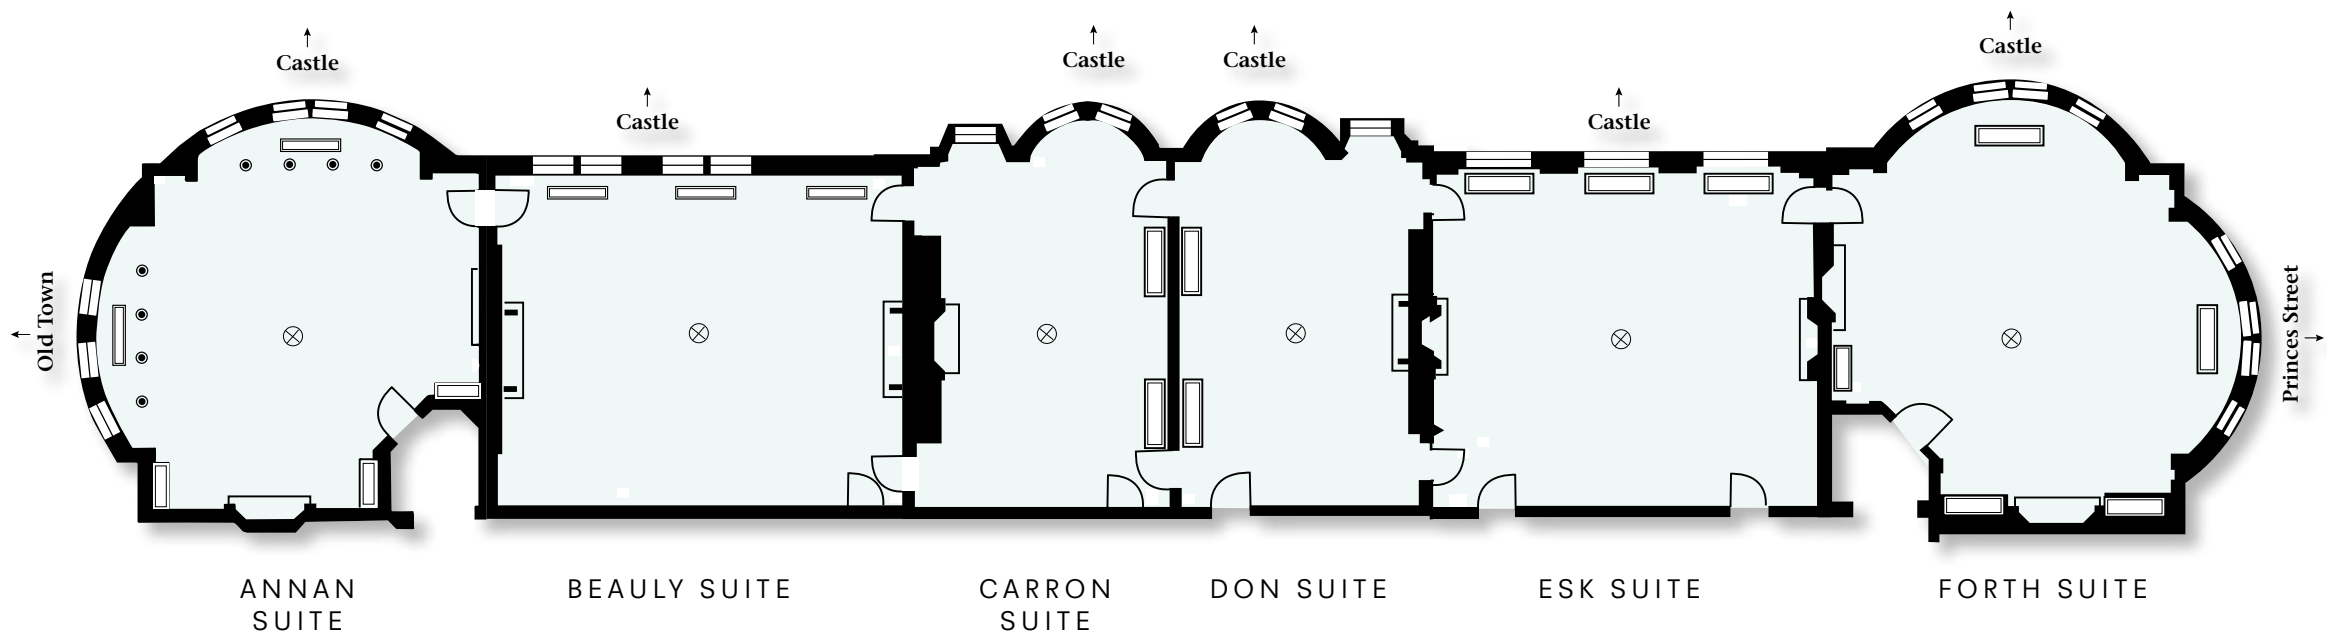 Castle
Castle
Castle
Castle
Castle
Castle
Old Town
Princes Street
ANNAN
SUITE
BEAULY SUITE
CARRON
SUITE
DON SUITE
ESK SUITE
FORTH SUITE